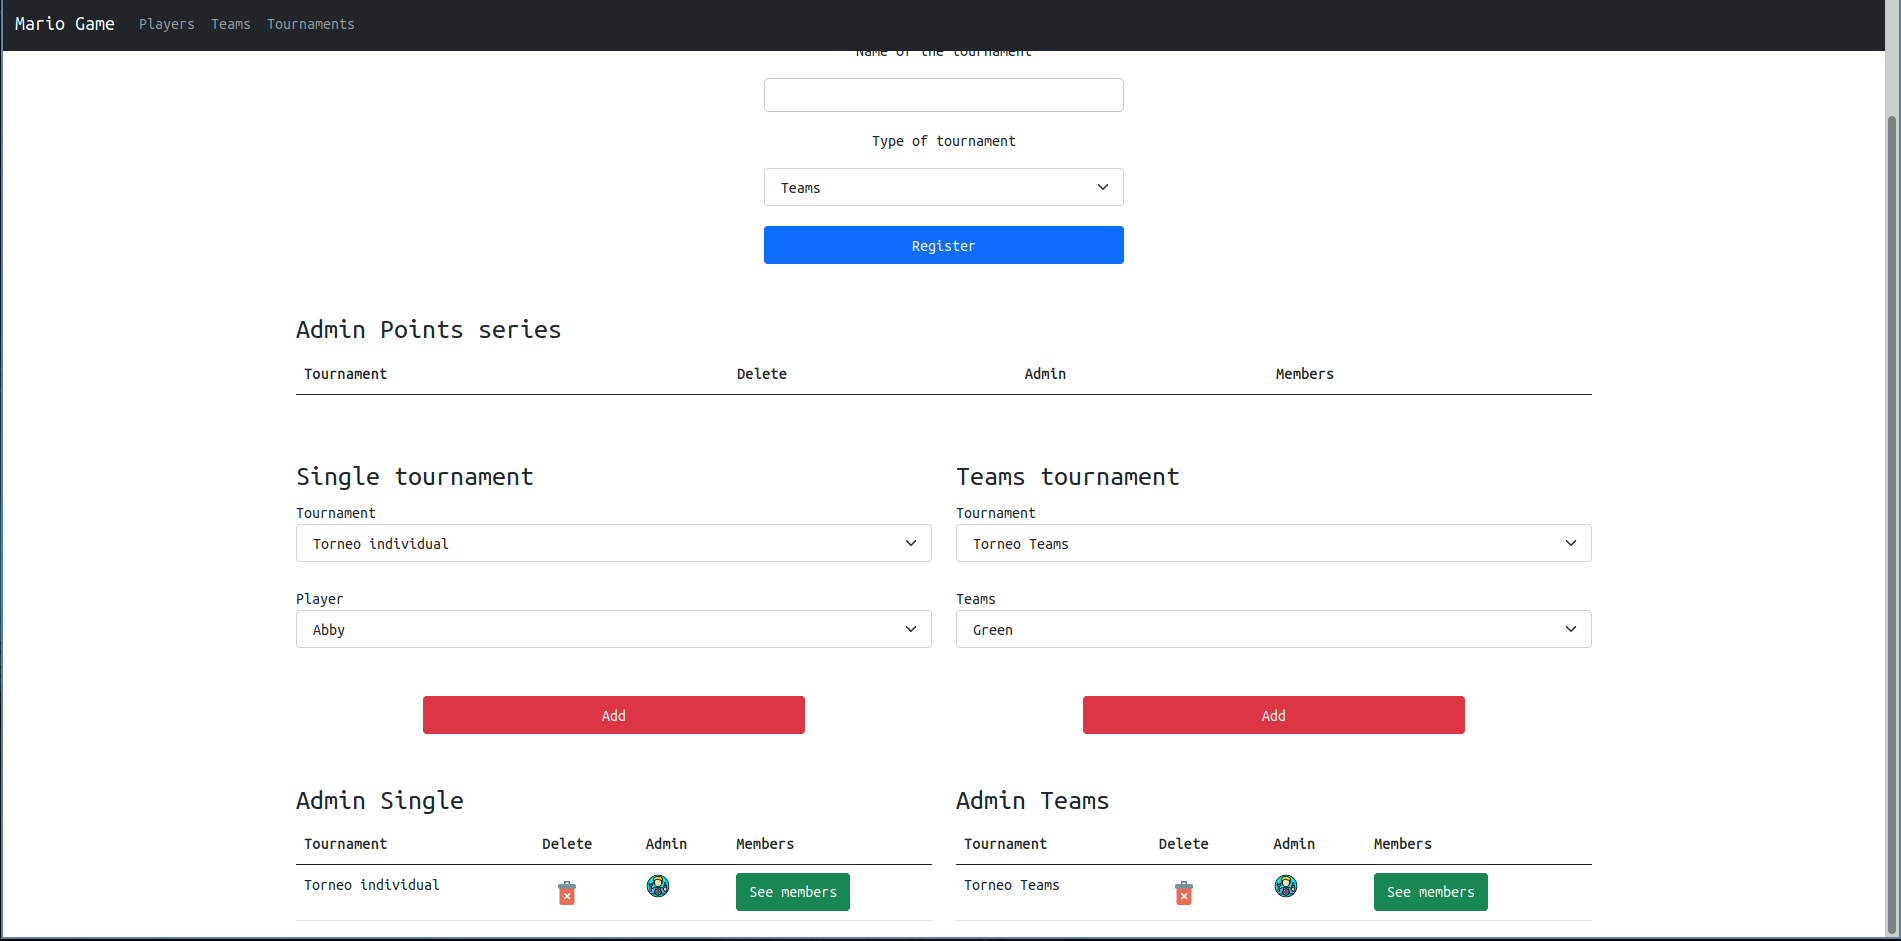 Mario Game Players Teams Tournaments
Name of the tournament
Type of tournament
Teams
Register
Admin Points series
Tournament Delete Admin Members
Single tournament
Tournament
Torneo individual
Player
Abby
Add
Teams tournament
Tournament
Torneo Teams
Teams
Green
Add
Admin Single
Tournament Delete Admin Members
Torneo individual See members
Admin Teams
Tournament Delete Admin Members
Torneo Teams See members